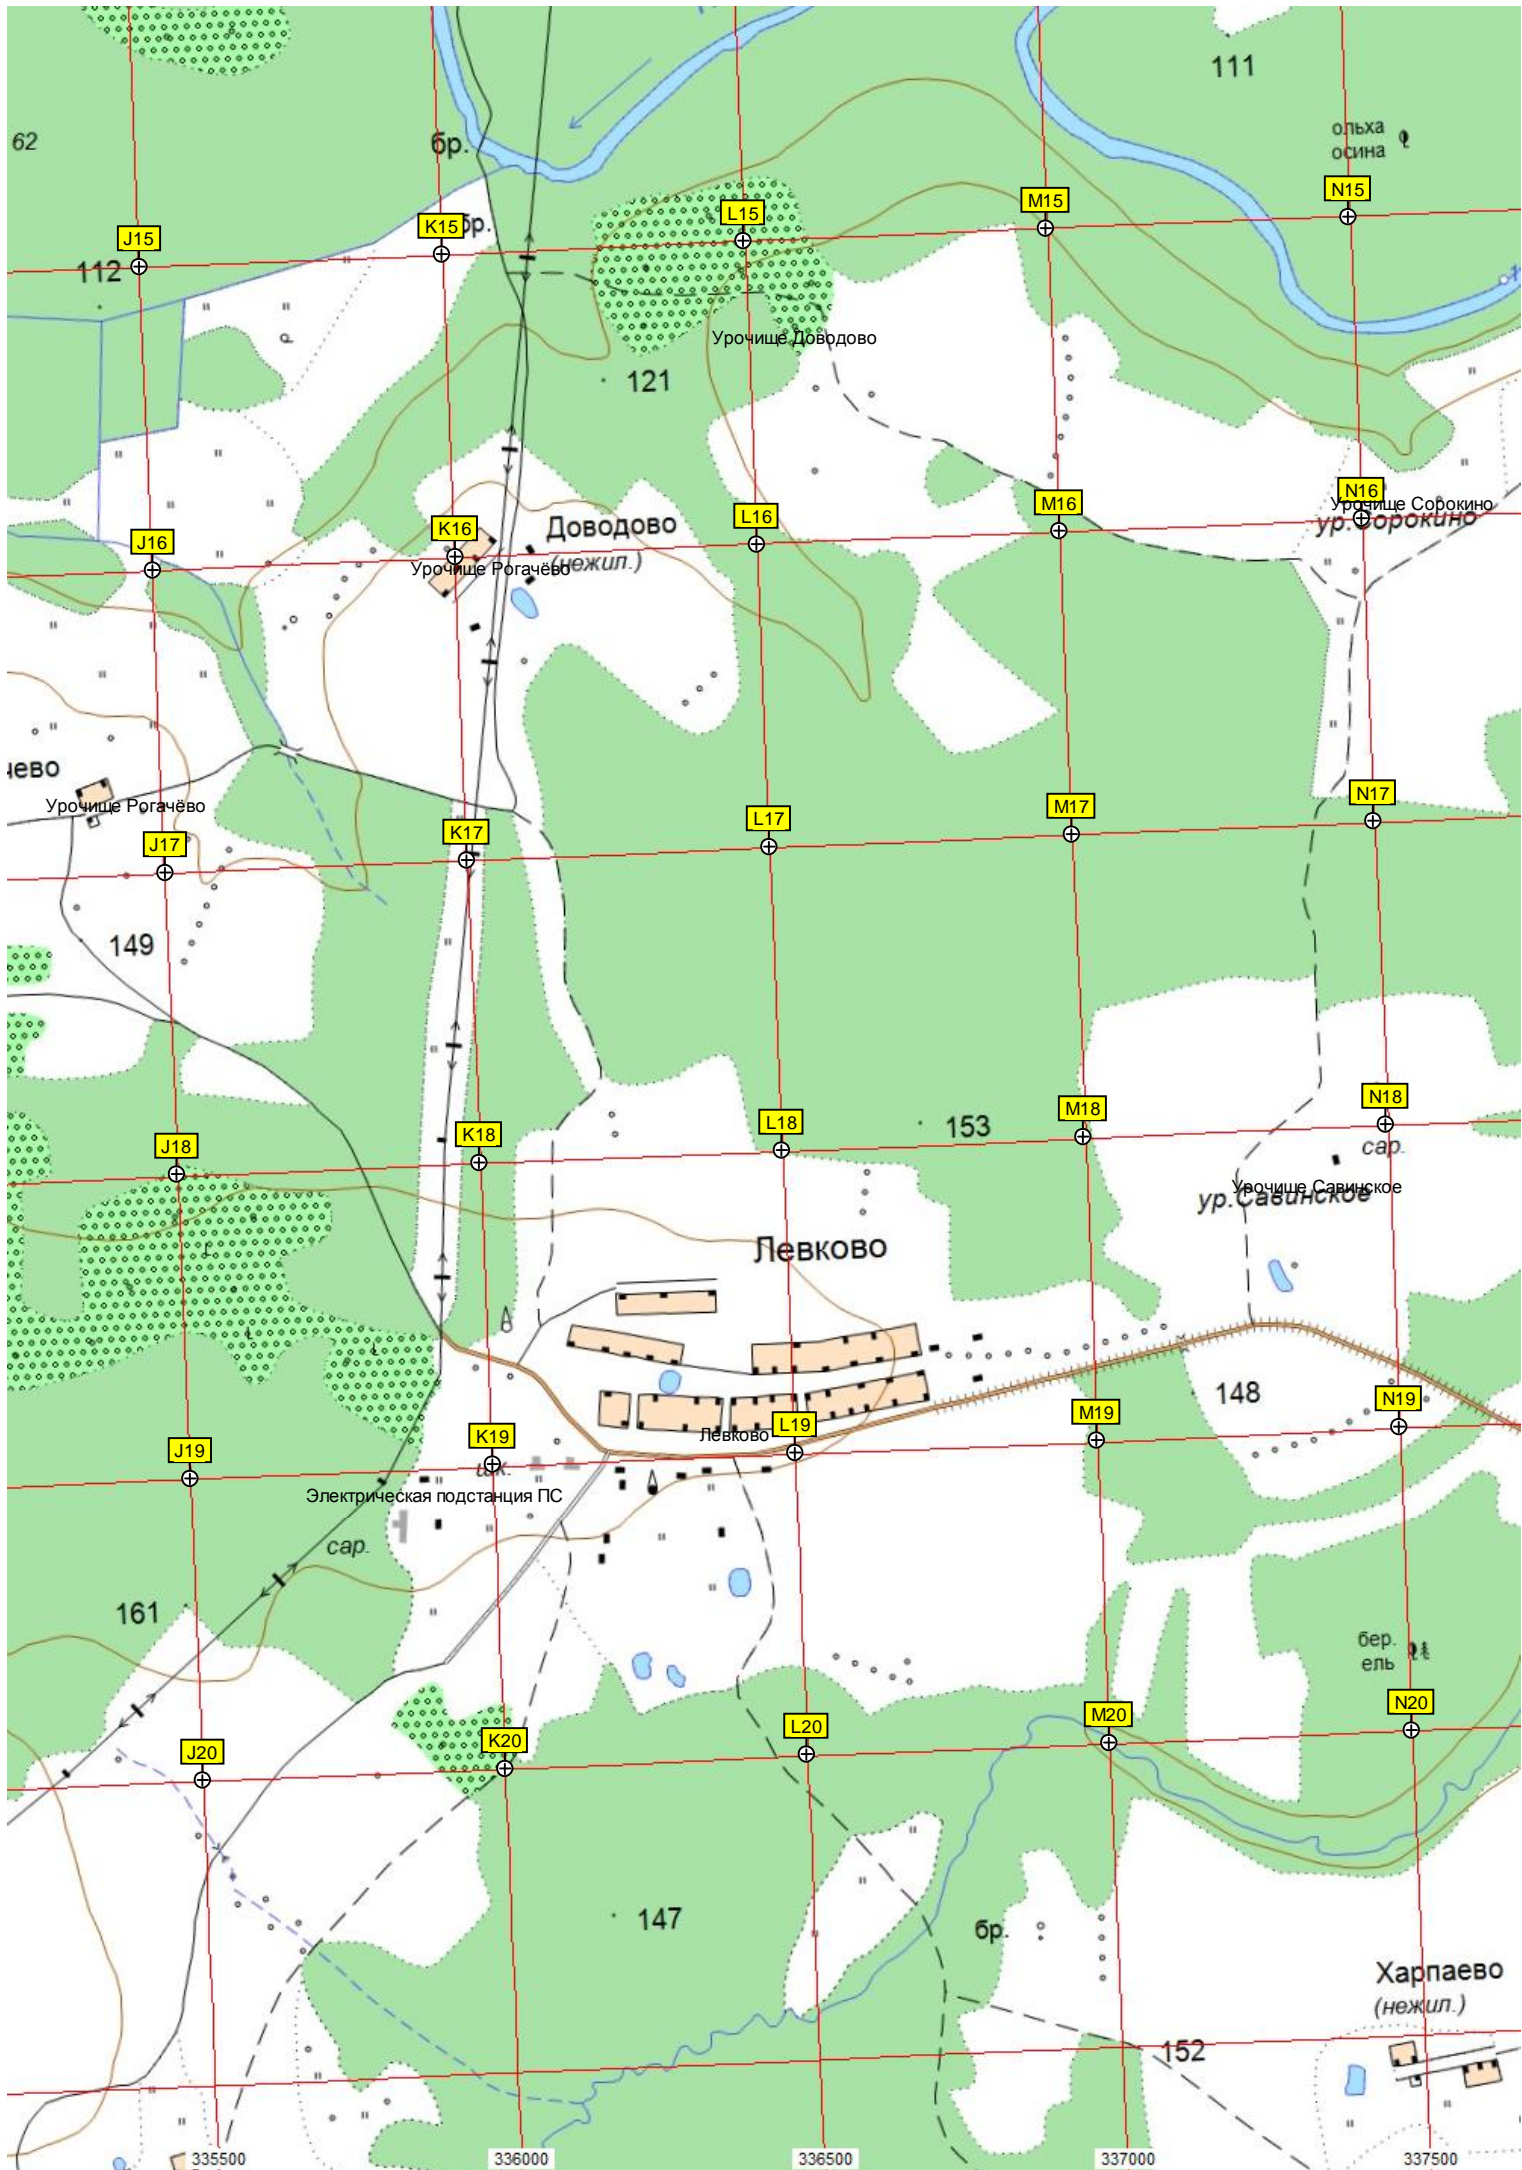 111
ольха
осина
62
бр.
N15
M15
L15
K15
бр.
J15
112
Урочище Доводово
121
N16
Урочище Сорокино
ур.Сорокино
M16
L16
K16
Доводово
(нежил.)
Урочище Рогачёво
J16
чево
Урочище Рогачёво
N17
M17
L17
K17
J17
149
N18
M18
153
L18
K18
J18
сар.
Урочище Савинское
ур.Савинское
Левково
148
N19
M19
L19
Левково
K19
шк.
J19
Электрическая подстанция ПС
сар.
161
бер.
ель
N20
M20
L20
K20
J20
147
бр.
Харпаево
(нежил.)
152
335500
336000
336500
337000
337500